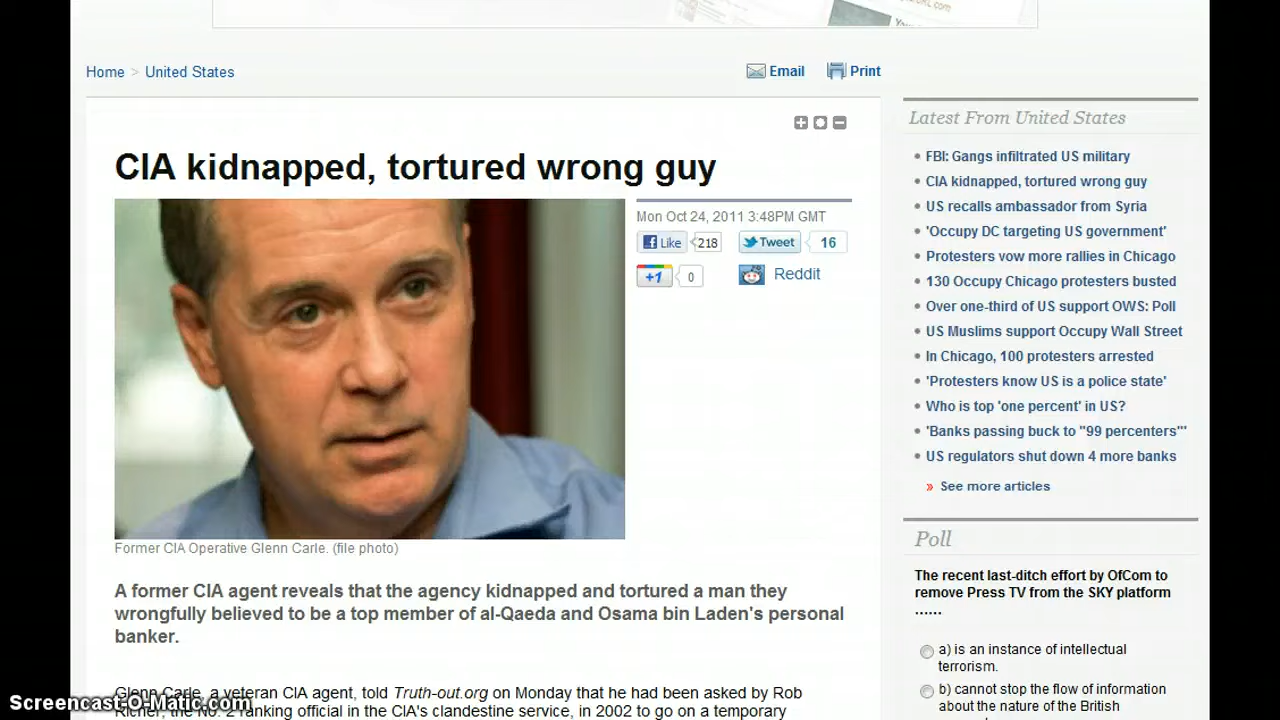 Home > United States
Email
Print
CIA kidnapped, tortured wrong guy
Mon Oct 24, 2011 3:48PM GMT
Like 218
Tweet 16
+1 0
Reddit
Former CIA Operative Glenn Carle. (file photo)
A former CIA agent reveals that the agency kidnapped and tortured a man they
wrongfully believed to be a top member of al-Qaeda and Osama bin Laden's personal
banker.
Glenn Carle, a veteran CIA agent, told Truth-out.org on Monday that he had been asked by Rob
Richer, the No. 2 ranking official in the CIA's clandestine service, in 2002 to go on a temporary
Latest From United States
FBI: Gangs infiltrated US military
CIA kidnapped, tortured wrong guy
US recalls ambassador from Syria
'Occupy DC targeting US government'
Protesters vow more rallies in Chicago
130 Occupy Chicago protesters busted
Over one-third of US support OWS: Poll
US Muslims support Occupy Wall Street
In Chicago, 100 protesters arrested
'Protesters know US is a police state'
Who is top 'one percent' in US?
'Banks passing buck to "99 percenters"'
US regulators shut down 4 more banks
» See more articles
Poll
The recent last-ditch effort by OfCom to
remove Press TV from the SKY platform
......
a) is an instance of intellectual
terrorism.
b) cannot stop the flow of information
about the nature of the British
Screencast-O-Matic.com